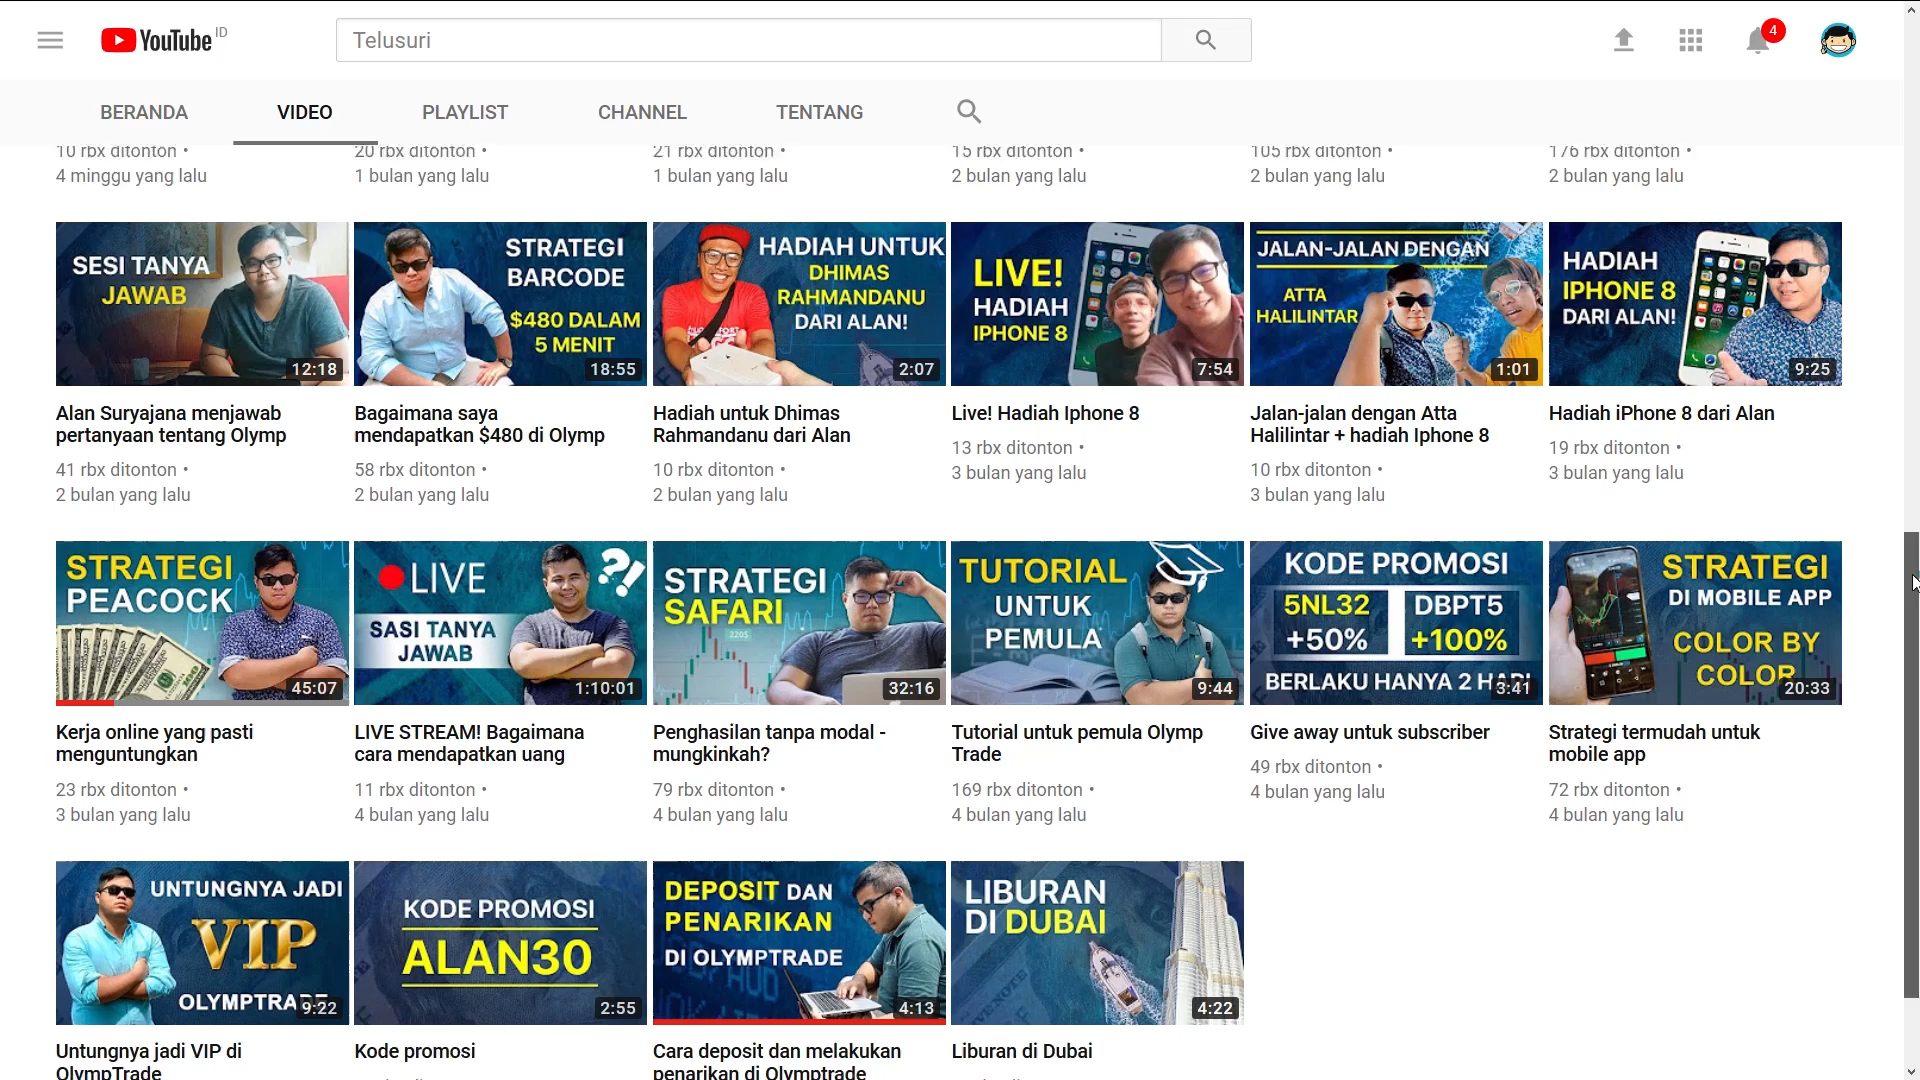 YouTube ID
Telusuri
4
BERANDA
VIDEO
PLAYLIST
CHANNEL
TENTANG
10 rbx ditonton •
4 minggu yang lalu
20 rbx ditonton •
1 bulan yang lalu
21 rbx ditonton •
1 bulan yang lalu
15 rbx ditonton •
2 bulan yang lalu
105 rbx ditonton •
2 bulan yang lalu
176 rbx ditonton •
2 bulan yang lalu
SESI TANYA
JAWAB
12:18
Alan Suryajana menjawab
pertanyaan tentang Olymp
41 rbx ditonton •
2 bulan yang lalu
STRATEGI
BARCODE
$480 DALAM
5 MENIT
18:55
Bagaimana saya
mendapatkan $480 di Olymp
58 rbx ditonton •
2 bulan yang lalu
HADIAH UNTUK
DHIMAS
RAHMANDANU
DARI ALAN!
2:07
Hadiah untuk Dhimas
Rahmandanu dari Alan
10 rbx ditonton •
2 bulan yang lalu
LIVE!
HADIAH
IPHONE 8
7:54
Live! Hadiah Iphone 8
13 rbx ditonton •
3 bulan yang lalu
JALAN-JALAN DENGAN
ATTA
HALILINTAR
1:01
Jalan-jalan dengan Atta
Halilintar + hadiah Iphone 8
10 rbx ditonton •
3 bulan yang lalu
HADIAH
IPHONE 8
DARI ALAN!
9:25
Hadiah iPhone 8 dari Alan
19 rbx ditonton •
3 bulan yang lalu
STRATEGI
PEACOCK
45:07
Kerja online yang pasti
menguntungkan
23 rbx ditonton •
3 bulan yang lalu
LIVE
SASI TANYA
JAWAB
?!
1:10:01
LIVE STREAM! Bagaimana
cara mendapatkan uang
11 rbx ditonton •
4 bulan yang lalu
STRATEGI
SAFARI
220$
32:16
Penghasilan tanpa modal -
mungkinkah?
79 rbx ditonton •
4 bulan yang lalu
TUTORIAL
UNTUK
PEMULA
9:44
Tutorial untuk pemula Olymp
Trade
169 rbx ditonton •
4 bulan yang lalu
KODE PROMOSI
5NL32
+50%
DBPT5
+100%
BERLAKU HANYA 2 HARI
3:41
Give away untuk subscriber
49 rbx ditonton •
4 bulan yang lalu
STRATEGI
DI MOBILE APP
COLOR BY
COLOR
20:33
Strategi termudah untuk
mobile app
72 rbx ditonton •
4 bulan yang lalu
UNTUNGNYA JADI
VIP
OLYMPTRADE
9:22
Untungnya jadi VIP di
OlympTrade
KODE PROMOSI
ALAN30
2:55
Kode promosi
DEPOSIT DAN
PENARIKAN
DI OLYMPTRADE
4:13
Cara deposit dan melakukan
penarikan di Olymptrade
LIBURAN
DI DUBAI
4:22
Liburan di Dubai